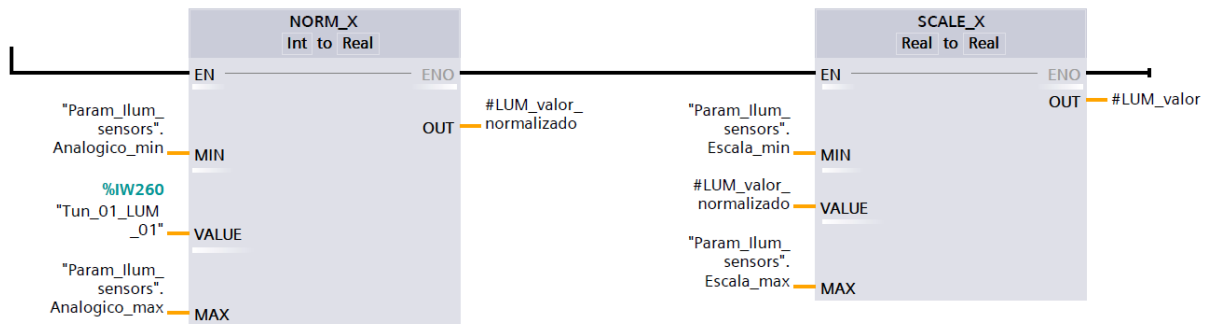 NORM_X
Int to Real
EN
ENO
"Param_Ilum_
sensors".
Analogico_min
MIN
OUT
#LUM_valor_
normalizado
%IW260
"Tun_01_LUM
_01"
VALUE
"Param_Ilum_
sensors".
Analogico_max
MAX
SCALE_X
Real to Real
EN
ENO
OUT
#LUM_valor
"Param_Ilum_
sensors".
Escala_min
MIN
#LUM_valor_
normalizado
VALUE
"Param_Ilum_
sensors".
Escala_max
MAX